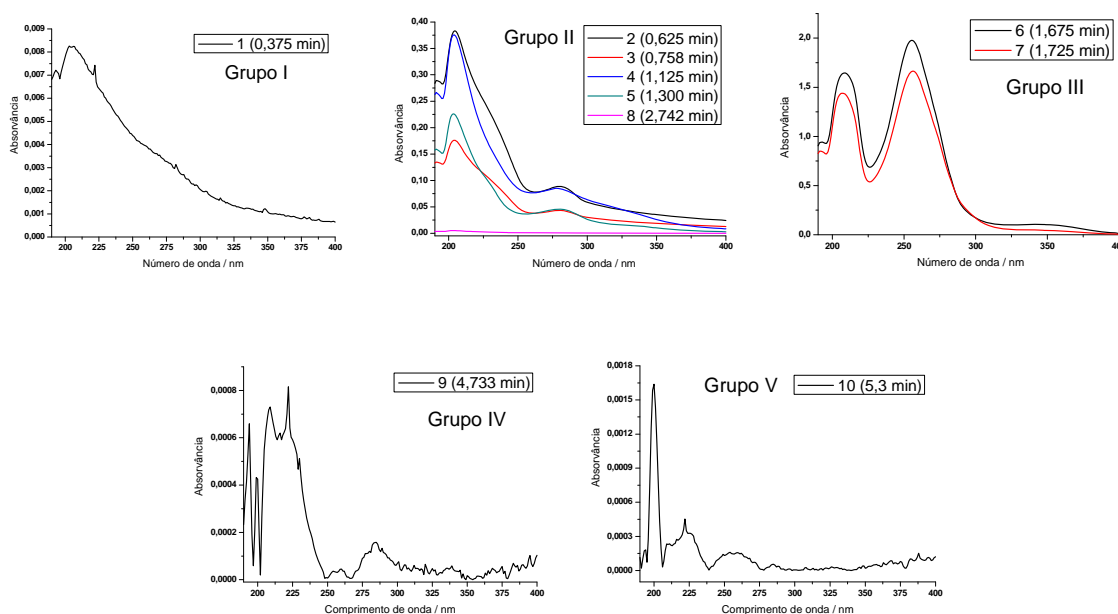 0,009
0,008
0,007
0,006
0,005
0,004
0,003
0,002
0,001
0,000
Absorvância
200 225 250 275 300 325 350 375 400
Número de onda / nm
1 (0,375 min)
Grupo I
0,40
0,35
0,30
0,25
0,20
0,15
0,10
0,05
0,00
Absorvância
200 250 300 350 400
Número de onda / nm
Grupo II
2 (0,625 min)
3 (0,758 min)
4 (1,125 min)
5 (1,300 min)
8 (2,742 min)
2,0
1,5
1,0
0,5
0,0
Absorvância
200 250 300 350 400
Número de onda / nm
6 (1,675 min)
7 (1,725 min)
Grupo III
0,0008
0,0006
0,0004
0,0002
0,0000
Absorvância
200 225 250 275 300 325 350 375 400
Comprimento de onda / nm
9 (4,733 min)
Grupo IV
0,0018
0,0015
0,0012
0,0009
0,0006
0,0003
0,0000
Absorvância
200 225 250 275 300 325 350 375 400
Comprimento de onda / nm
Grupo V
10 (5,3 min)